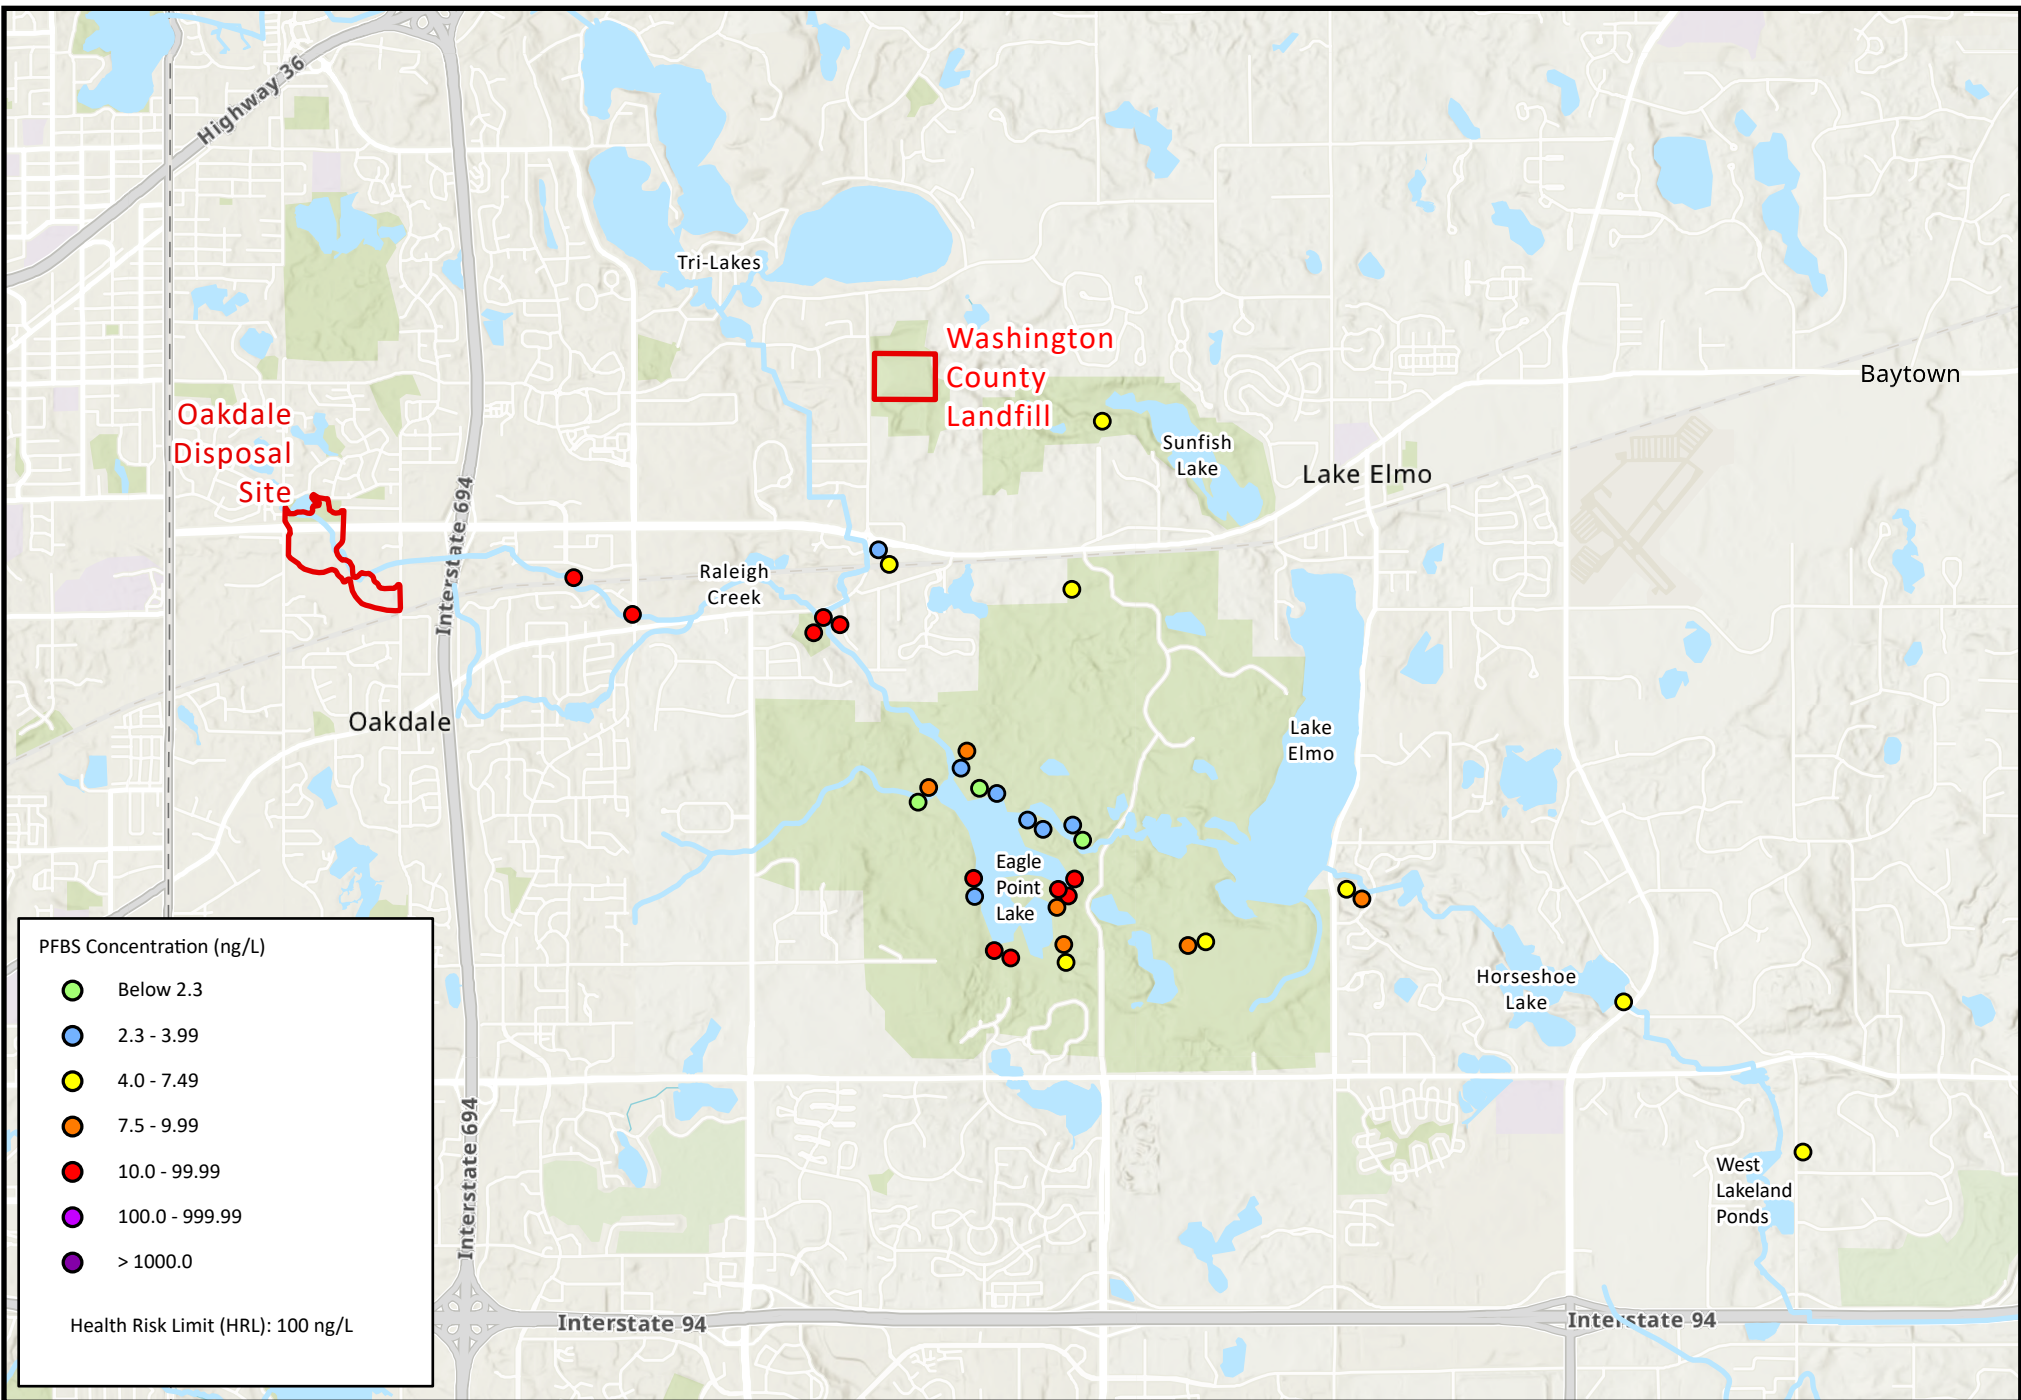 Highway 36
Tri-Lakes
Washington
County
Landfill
Baytown
Oakdale
Disposal
Site
Sunfish
Lake
Lake Elmo
Interstate 694
Raleigh
Creek
Oakdale
Lake
Elmo
Eagle
Point
Lake
Horseshoe
Lake
PFBS Concentration (ng/L)
Below 2.3
2.3 - 3.99
4.0 - 7.49
7.5 - 9.99
10.0 - 99.99
100.0 - 999.99
> 1000.0
Health Risk Limit (HRL): 100 ng/L
Interstate 694
West
Lakeland
Ponds
Interstate 94
Interstate 94